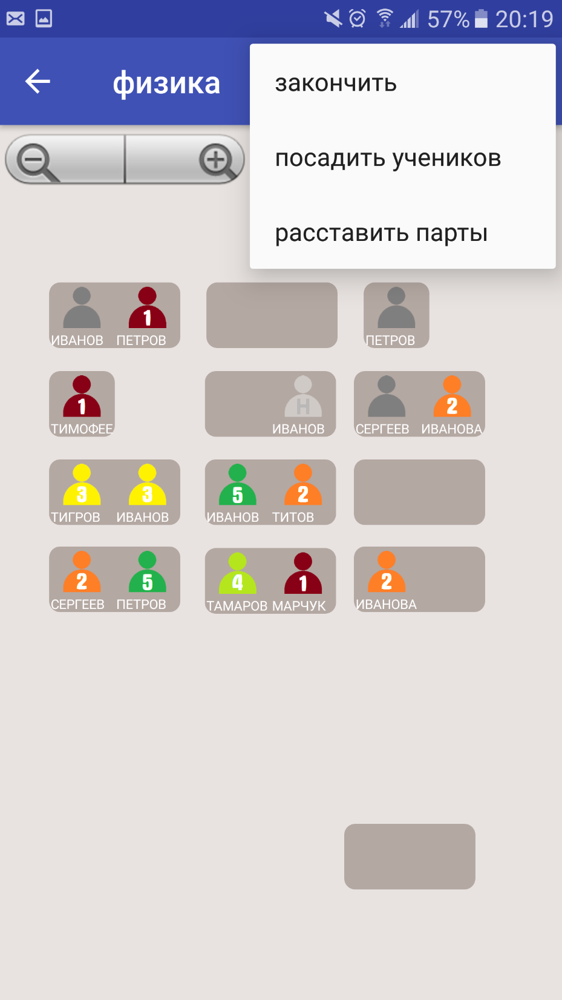 57% 20:19
физика
закончить
посадить учеников
расставить парты
1
ИВАНОВ ПЕТРОВ
ПЕТРОВ
1
ТИМОФЕЕ
Н
ИВАНОВ
2
СЕРГЕЕВ ИВАНОВА
3 3
ТИГРОВ ИВАНОВ
5 2
ИВАНОВ ТИТОВ
2 5
СЕРГЕЕВ ПЕТРОВ
4 1
ТАМАРОВ МАРЧУК
2
ИВАНОВА